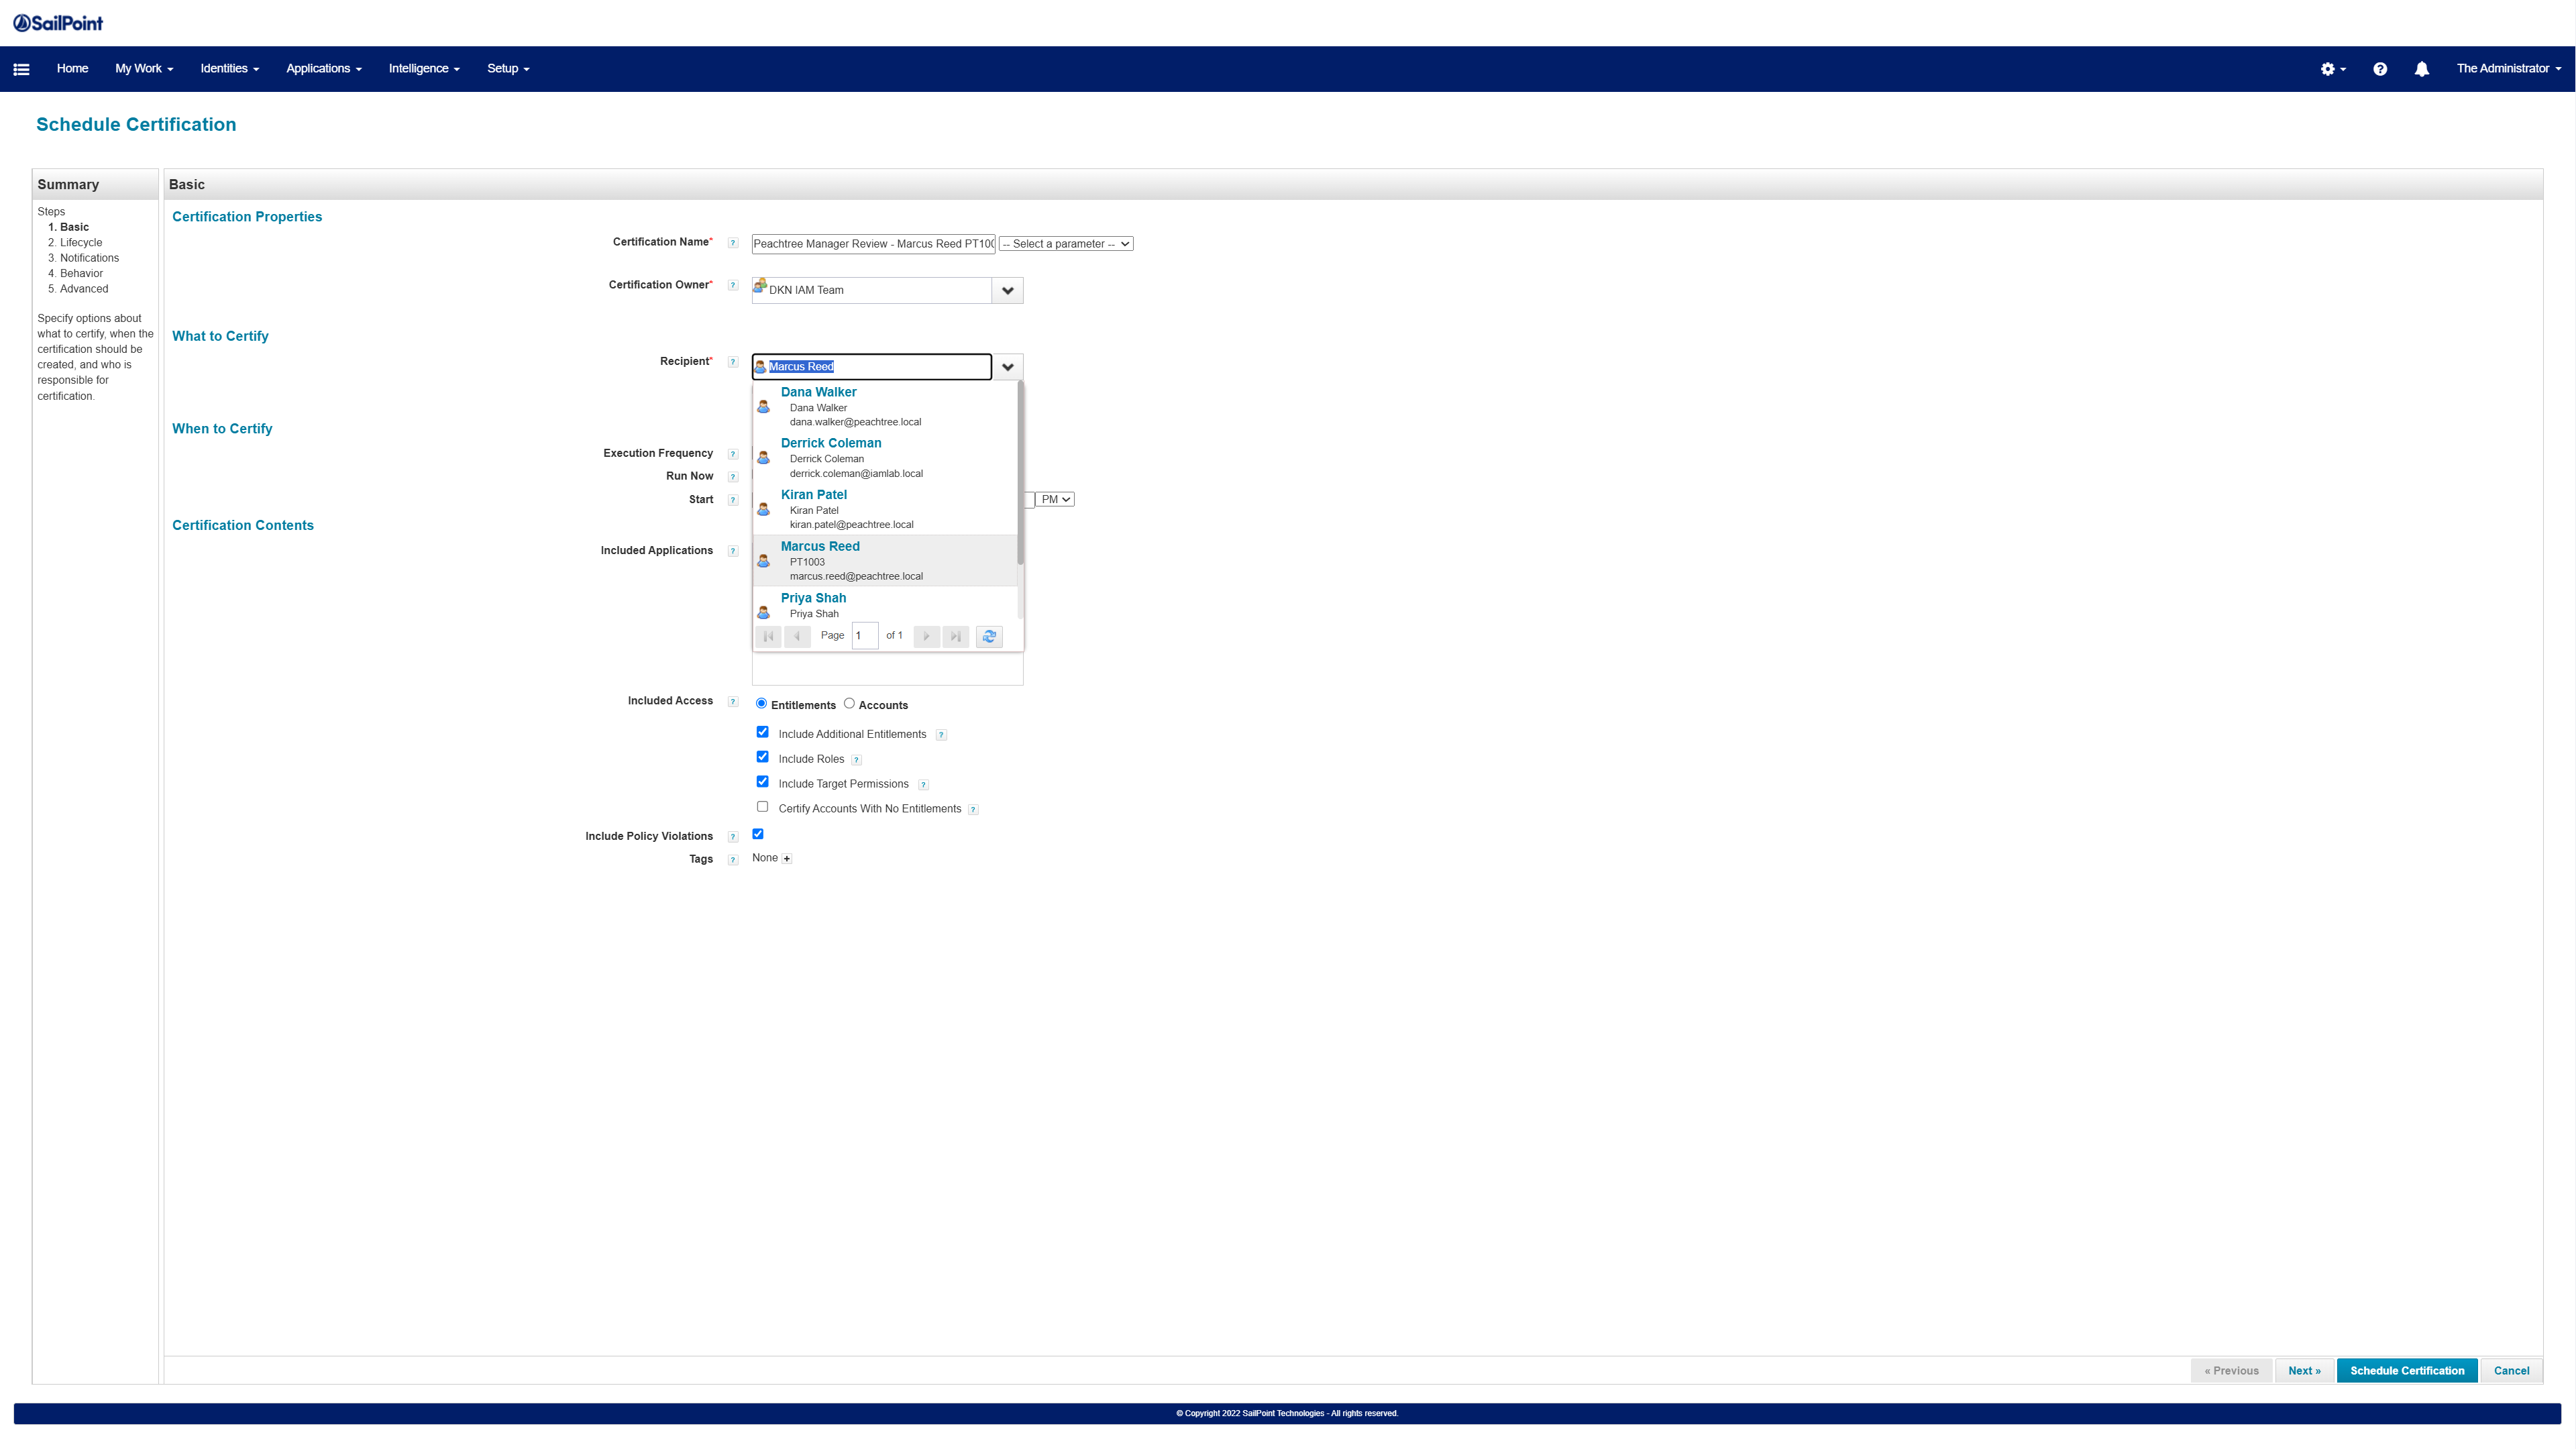 SailPoint
Home My Work Identities Applications Intelligence Setup The Administrator
Schedule Certification
Summary
Steps
1. Basic
2. Lifecycle
3. Notifications
4. Behavior
5. Advanced
Specify options about
what to certify, when the
certification should be
created, and who is
responsible for
certification.
Basic
Certification Properties
Certification Name* ? Peachtree Manager Review - Marcus Reed PT100 -- Select a parameter --
Certification Owner* ? DKN IAM Team
What to Certify
Recipient* ? Marcus Reed
Dana Walker
Dana Walker
dana.walker@peachtree.local
Derrick Coleman
Derrick Coleman
derrick.coleman@iamlab.local
Kiran Patel
Kiran Patel
kiran.patel@peachtree.local
Marcus Reed
PT1003
marcus.reed@peachtree.local
Priya Shah
Priya Shah
Page 1 of 1
When to Certify
Execution Frequency ?
Run Now ?
Start ? PM
Certification Contents
Included Applications ?
Included Access ? Entitlements Accounts
Include Additional Entitlements ?
Include Roles ?
Include Target Permissions ?
Certify Accounts With No Entitlements ?
Include Policy Violations ?
Tags ? None +
« Previous Next » Schedule Certification Cancel
© Copyright 2022 SailPoint Technologies - All rights reserved.